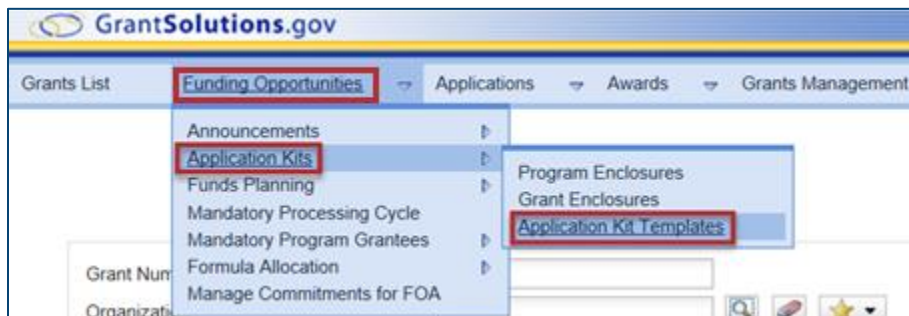 GrantSolutions.gov
Grants List Funding Opportunities Applications Awards Grants Management
Announcements
Application Kits
Funds Planning
Mandatory Processing Cycle
Mandatory Program Grantees
Formula Allocation
Manage Commitments for FOA
Program Enclosures
Grant Enclosures
Application Kit Templates
Grant Num
Organizati